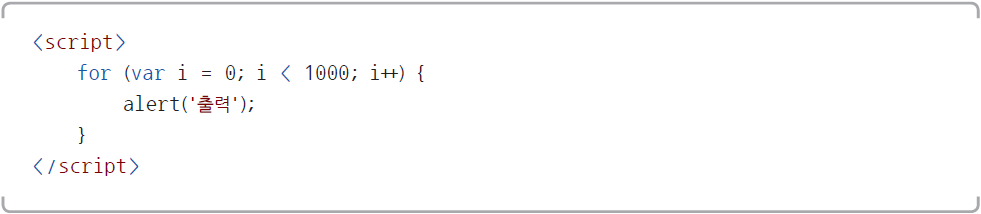 <script>
for (var i = 0; i < 1000; i++) {
alert('출력');
}
</script>